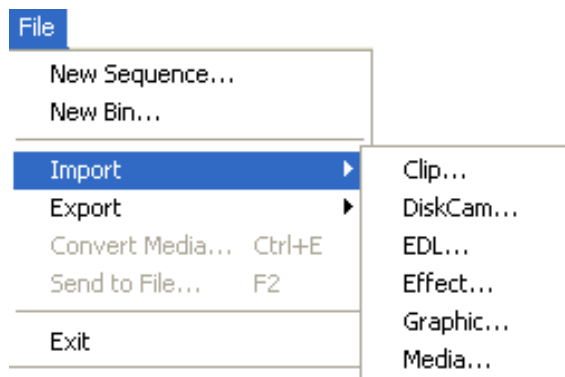 File
New Sequence...
New Bin...
Import
Export
Convert Media... Ctrl+E
Send to File... F2
Exit
Clip...
DiskCam...
EDL...
Effect...
Graphic...
Media...